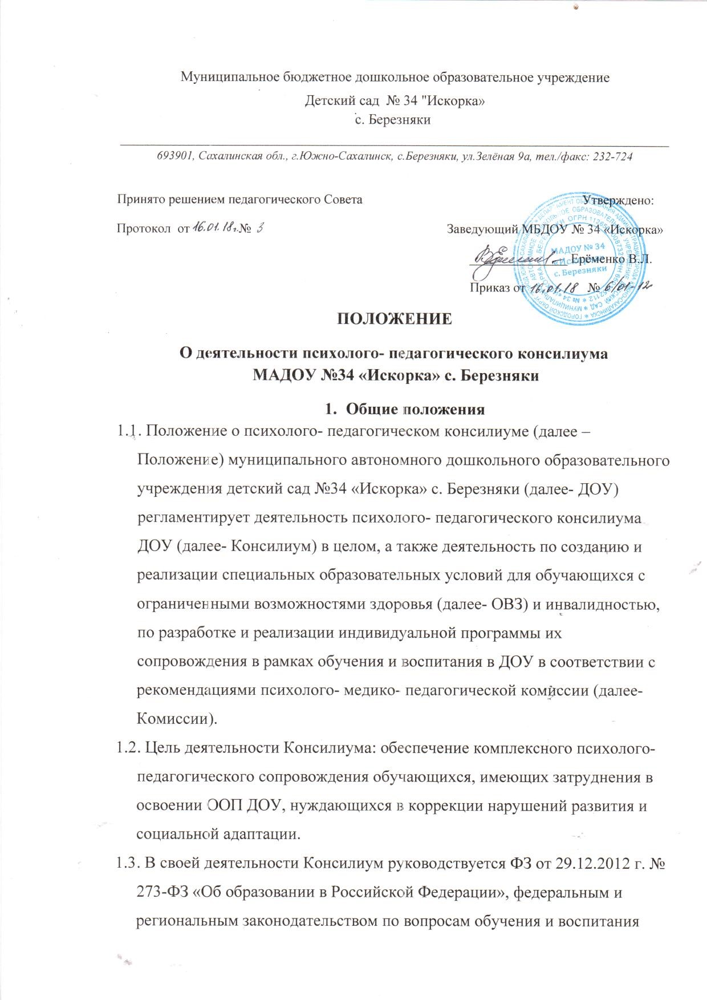 Муниципальное бюджетное дошкольное образовательное учреждение
Детский сад № 34 "Искорка»
с. Березняки
693901, Сахалинская обл., г.Южно-Сахалинск, с.Березняки, ул.Зелёная 9а, тел./факс: 232-724
Принято решением педагогического Совета Утверждено:
Протокол от 16.01.18г.№ 3 Заведующий МБДОУ № 34 «Искорка»
Ерёменко В.Л.
Приказ от 16.01.18 № 6/01-12
МАДОУ № 34
«Искорка»
с. Березняки
ПОЛОЖЕНИЕ
О деятельности психолого- педагогического консилиума
МАДОУ №34 «Искорка» с. Березняки
1. Общие положения
1.1. Положение о психолого- педагогическом консилиуме (далее –
Положение) муниципального автономного дошкольного образовательного
учреждения детский сад №34 «Искорка» с. Березняки (далее- ДОУ)
регламентирует деятельность психолого- педагогического консилиума
ДОУ (далее- Консилиум) в целом, а также деятельность по созданию и
реализации специальных образовательных условий для обучающихся с
ограниченными возможностями здоровья (далее- ОВЗ) и инвалидностью,
по разработке и реализации индивидуальной программы их
сопровождения в рамках обучения и воспитания в ДОУ в соответствии с
рекомендациями психолого- медико- педагогической комиссии (далее-
Комиссии).
1.2. Цель деятельности Консилиума: обеспечение комплексного психолого-
педагогического сопровождения обучающихся, имеющих затруднения в
освоении ООП ДОУ, нуждающихся в коррекции нарушений развития и
социальной адаптации.
1.3. В своей деятельности Консилиум руководствуется ФЗ от 29.12.2012 г. №
273-ФЗ «Об образовании в Российской Федерации», федеральным и
региональным законодательством по вопросам обучения и воспитания